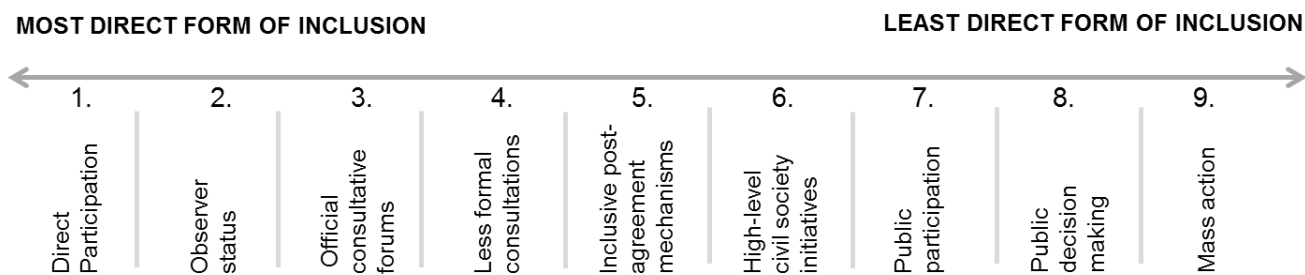 MOST DIRECT FORM OF INCLUSION
LEAST DIRECT FORM OF INCLUSION
1.
2.
3.
4.
5.
6.
7.
8.
9.
Direct
Participation
Observer
status
Official
consultative
forums
Less formal
consultations
Inclusive post-
agreement
mechanisms
High-level
civil society
initiatives
Public
participation
Public
decision
making
Mass action